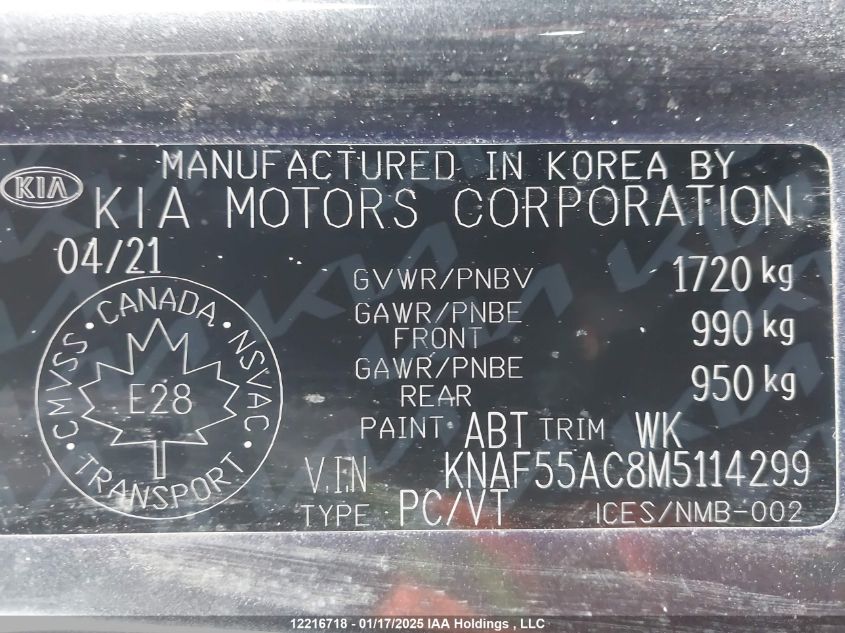 MANUFACTURED IN KOREA BY
KIA
KIA MOTORS CORPORATION
04/21
GVWR/PNBV 1720 kg
GAWR/PNBE FRONT 990 kg
GAWR/PNBE REAR 950 kg
CMVSS · CANADA · NSVAC · TRANSPORT ·
E28
PAINT ABT TRIM WK
V.I.N KNAF55AC8M5114299
TYPE PC/VT ICES/NMB-002
12216718 - 01/17/2025 IAA Holdings , LLC